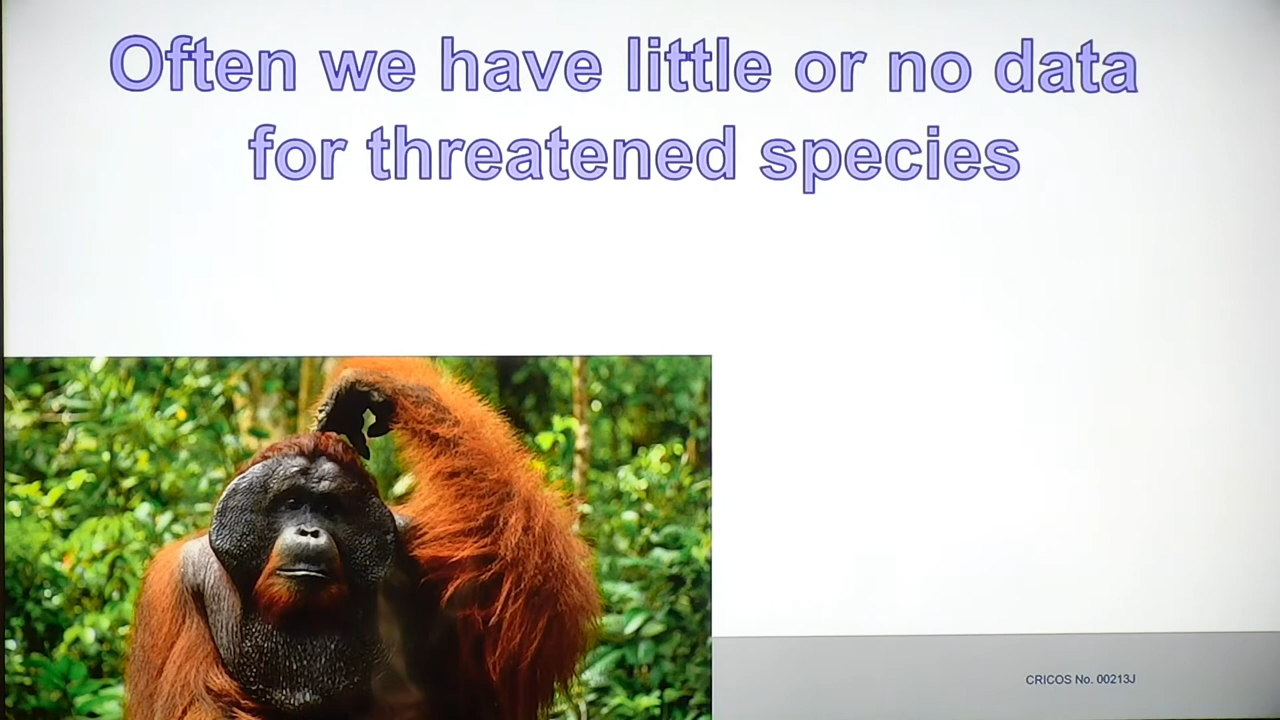 Often we have little or no data
for threatened species
CRICOS No. 00213J